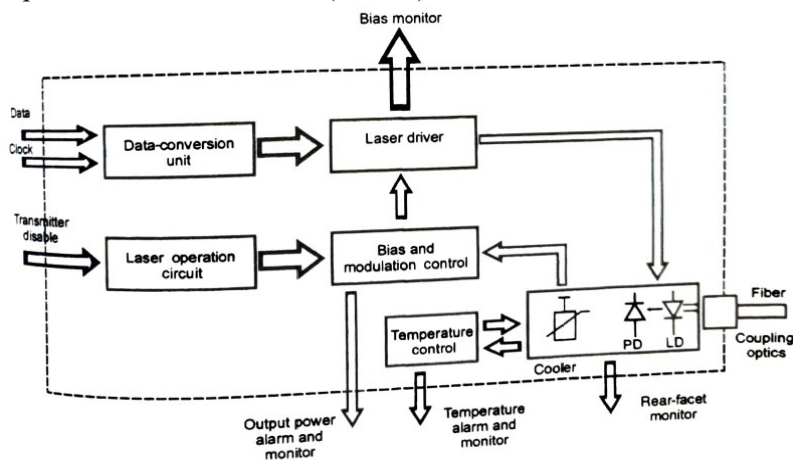 Bias monitor
Data
Clock
Data-conversion
unit
Laser driver
Transmitter
disable
Laser operation
circuit
Bias and
modulation control
Temperature
control
PD
LD
Cooler
Fiber
Coupling
optics
Output power
alarm and
monitor
Temperature
alarm and
monitor
Rear-facet
monitor